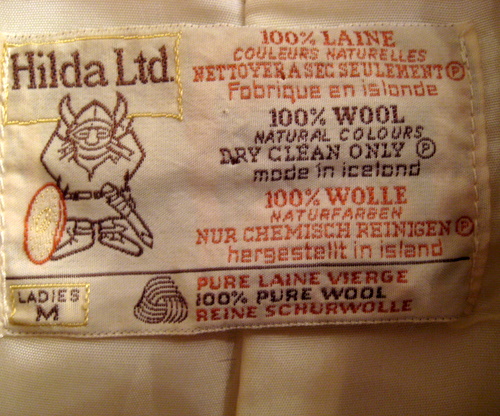 Hilda Ltd.
100% LAINE
COULEURS NATURELLES
NETTOYER A SEC SEULEMENT Ⓟ
Fabrique en islande
100% WOOL
NATURAL COLOURS
DRY CLEAN ONLY Ⓟ
made in iceland
100% WOLLE
NATURFARBEN
NUR CHEMISCH REINIGEN Ⓟ
hergestellt in island
LADIES
M
PURE LAINE VIERGE
100% PURE WOOL
REINE SCHURWOLLE